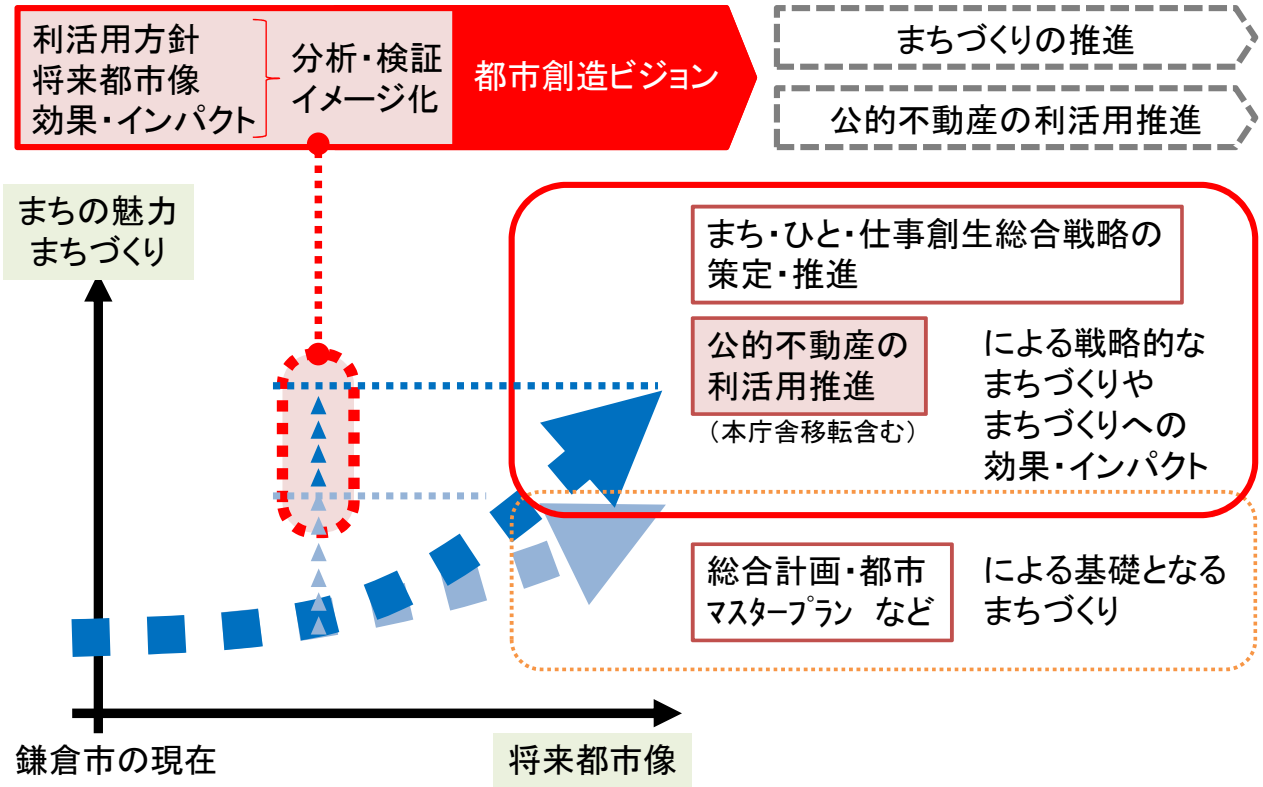 利活用方針
将来都市像
効果・インパクト
分析・検証
イメージ化
都市創造ビジョン
まちづくりの推進
公的不動産の利活用推進
まちの魅力
まちづくり
まち・ひと・仕事創生総合戦略の
策定・推進
公的不動産の
利活用推進
（本庁舎移転含む）
による戦略的な
まちづくりや
まちづくりへの
効果・インパクト
総合計画・都市
ﾏｽﾀｰﾌﾟﾗﾝ など
による基礎となる
まちづくり
鎌倉市の現在
将来都市像